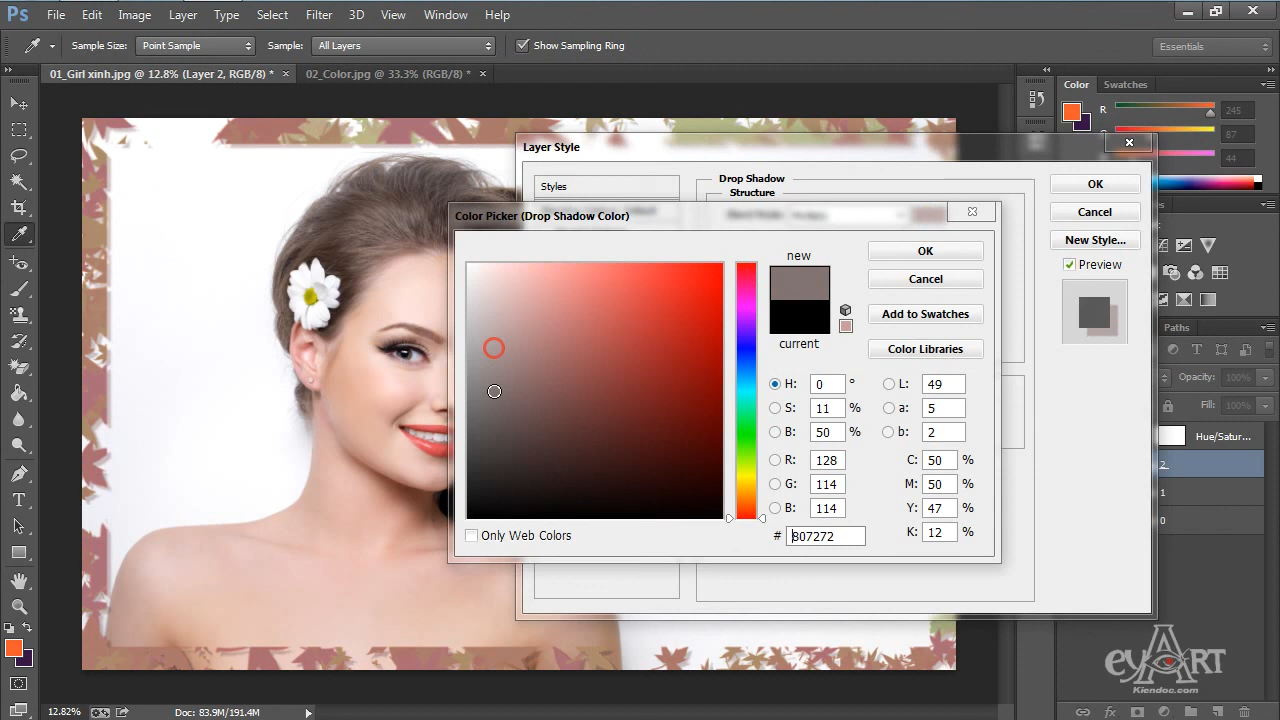 Ps File Edit Image Layer Type Select Filter 3D View Window Help
Sample Size: Point Sample Sample: All Layers Show Sampling Ring Essentials
01_Girl xinh.jpg @ 12.8% (Layer 2, RGB/8) * × 02_Color.jpg @ 33.3% (RGB/8) * ×
Color Swatches
R 245
87
44
Layer Style
Styles
Drop Shadow
Structure
OK
Cancel
New Style...
Preview
Color Picker (Drop Shadow Color)
new
current
OK
Cancel
Add to Swatches
Color Libraries
H: 0 ° L: 49
S: 11 % a: 5
B: 50 % b: 2
R: 128 C: 50 %
G: 114 M: 50 %
B: 114 Y: 47 %
# 807272 K: 12 %
Only Web Colors
Paths
Opacity: 100%
Fill: 100%
Hue/Satur...
2
1
0
eyART
Kiendoc.com
12.82% Doc: 83.9M/191.4M